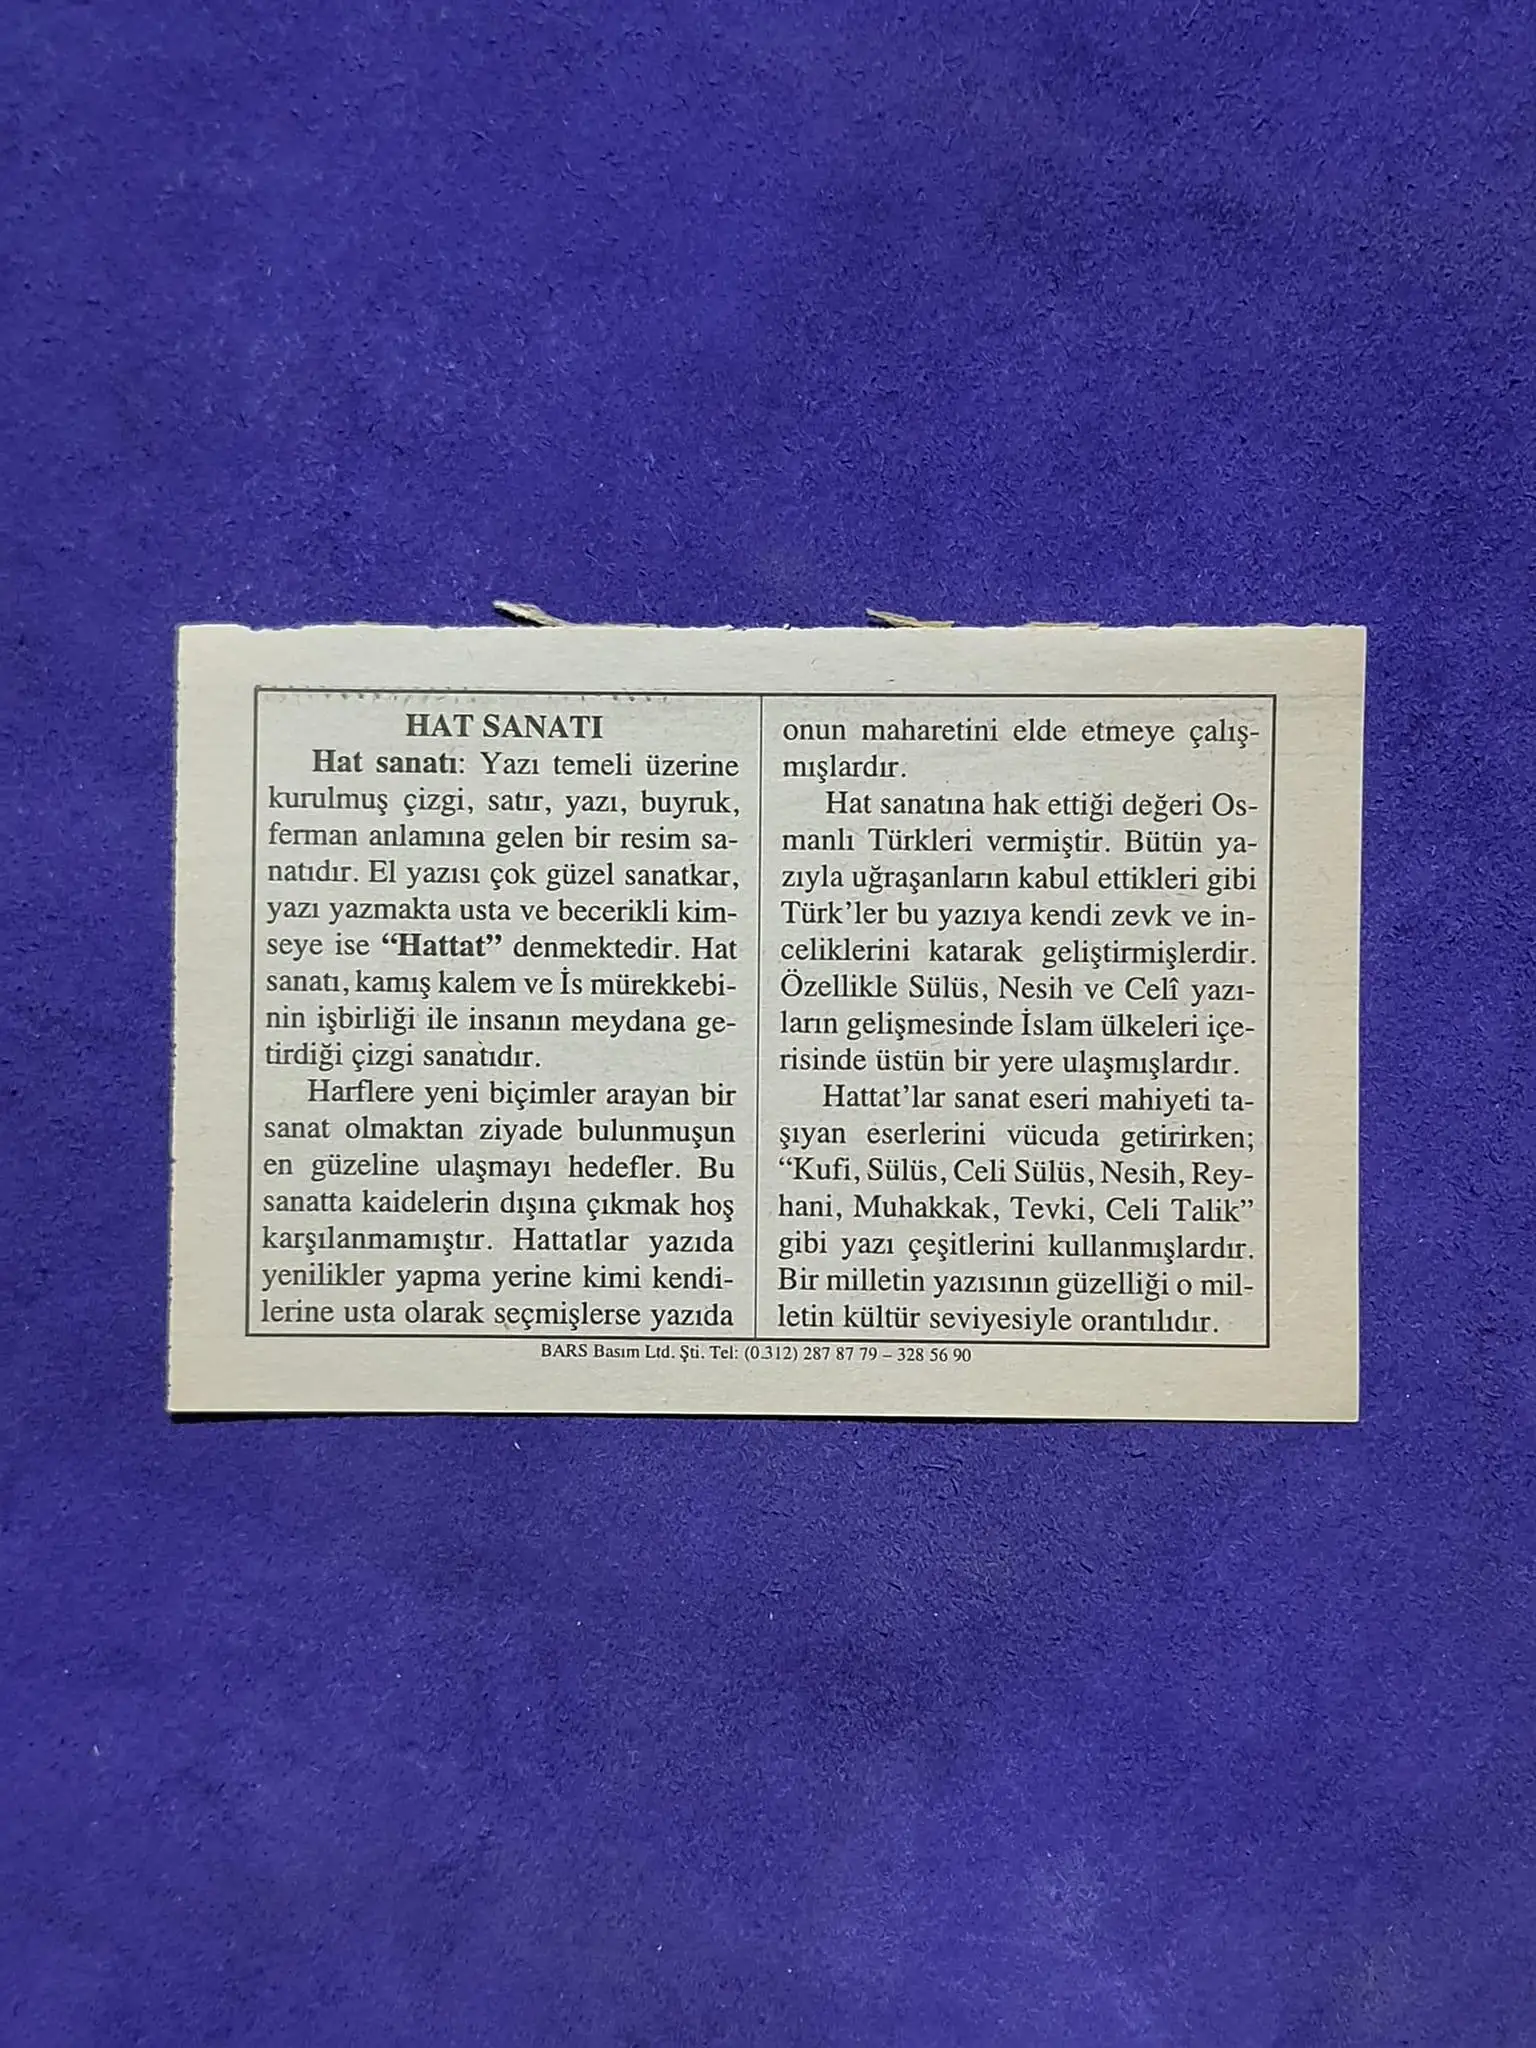 HAT SANATI
Hat sanatı: Yazı temeli üzerine
kurulmuş çizgi, satır, yazı, buyruk,
ferman anlamına gelen bir resim sa-
natıdır. El yazısı çok güzel sanatkar,
yazı yazmakta usta ve becerikli kim-
seye ise “Hattat” denmektedir. Hat
sanatı, kamış kalem ve İs mürekkebi-
nin işbirliği ile insanın meydana ge-
tirdiği çizgi sanatıdır.
Harflere yeni biçimler arayan bir
sanat olmaktan ziyade bulunmuşun
en güzeline ulaşmayı hedefler. Bu
sanatta kaidelerin dışına çıkmak hoş
karşılanmamıştır. Hattatlar yazıda
yenilikler yapma yerine kimi kendi-
lerine usta olarak seçmişlerse yazıda
onun maharetini elde etmeye çalış-
mışlardır.
Hat sanatına hak ettiği değeri Os-
manlı Türkleri vermiştir. Bütün ya-
zıyla uğraşanların kabul ettikleri gibi
Türk’ler bu yazıya kendi zevk ve in-
celiklerini katarak geliştirmişlerdir.
Özellikle Sülüs, Nesih ve Celî yazı-
ların gelişmesinde İslam ülkeleri içe-
risinde üstün bir yere ulaşmışlardır.
Hattat’lar sanat eseri mahiyeti ta-
şıyan eserlerini vücuda getirirken;
“Kufi, Sülüs, Celi Sülüs, Nesih, Rey-
hani, Muhakkak, Tevki, Celi Talik”
gibi yazı çeşitlerini kullanmışlardır.
Bir milletin yazısının güzelliği o mil-
letin kültür seviyesiyle orantılıdır.
BARS Basım Ltd. Şti. Tel: (0.312) 287 87 79 – 328 56 90